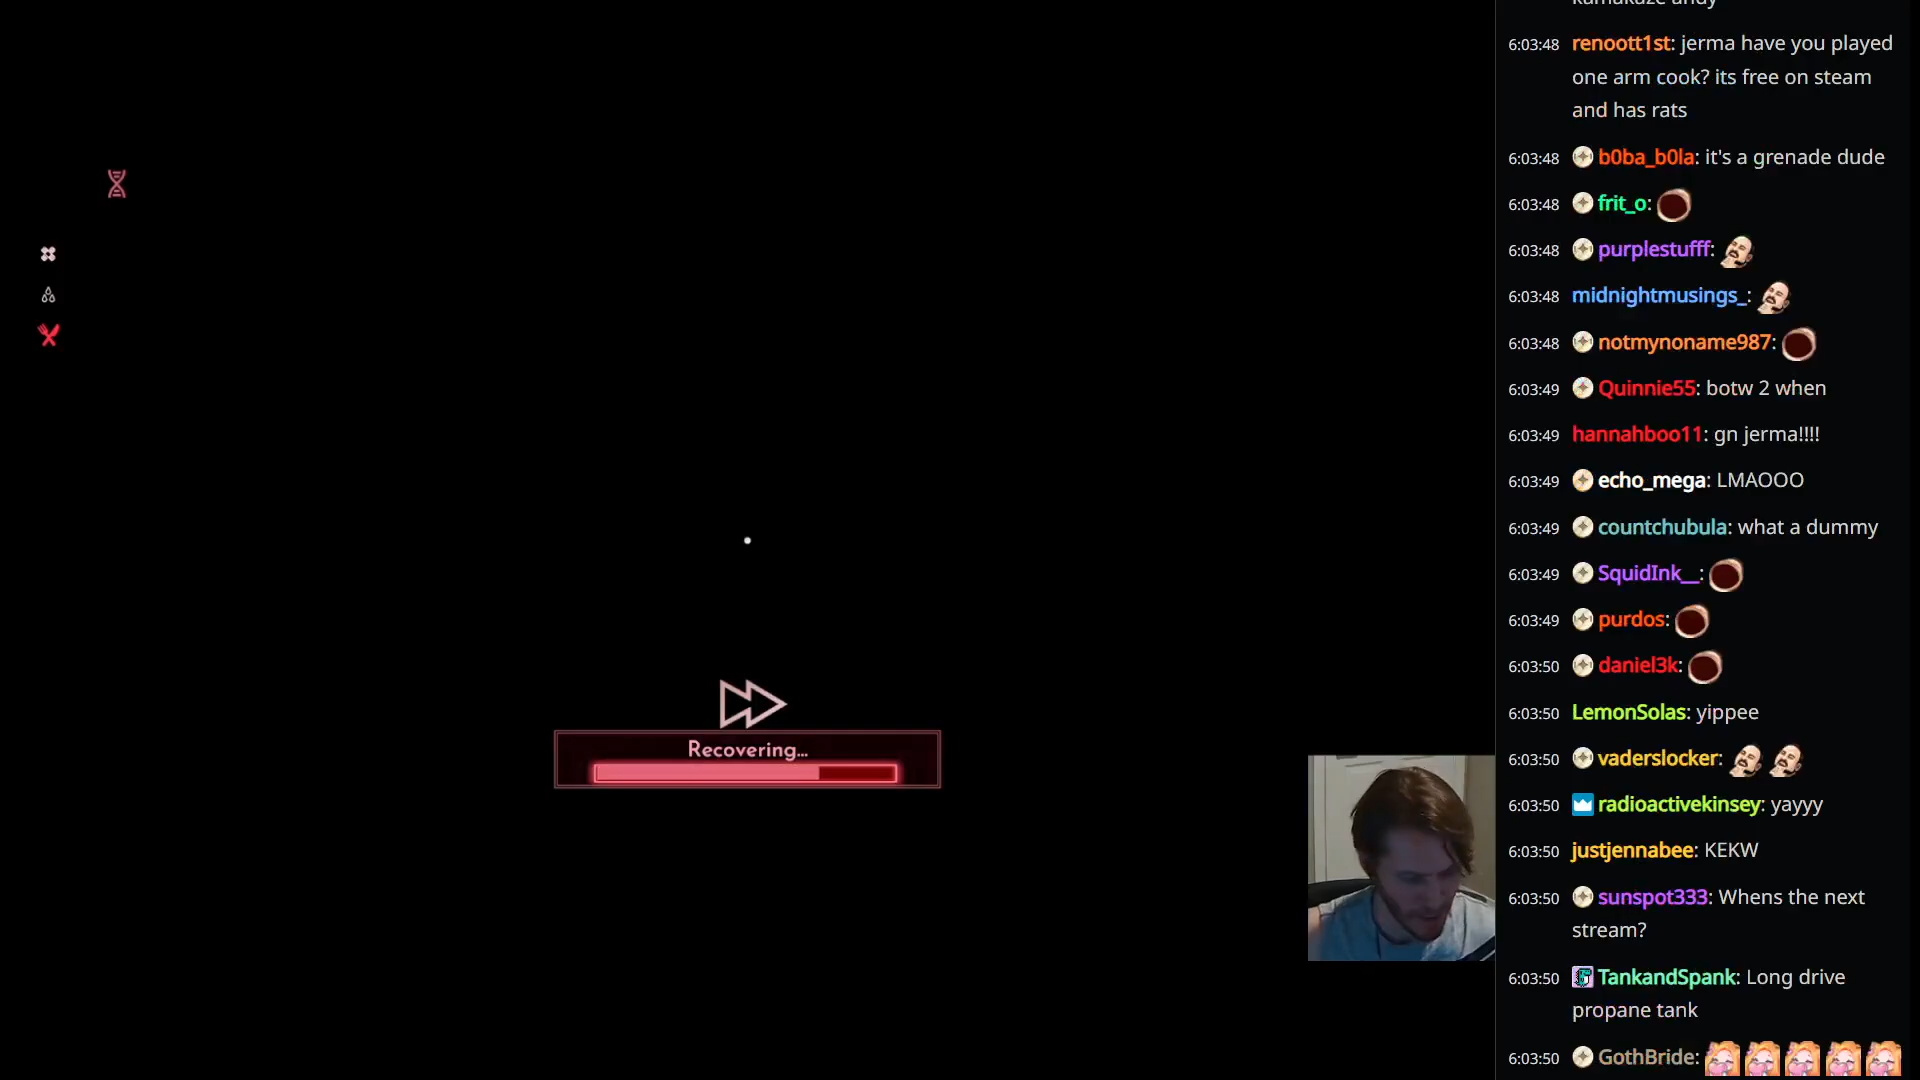 kamakaze andy
6:03:48 renoott1st: jerma have you played
one arm cook? its free on steam
and has rats
6:03:48 b0ba_b0la: it's a grenade dude
6:03:48 frit_o:
6:03:48 purplestufff:
6:03:48 midnightmusings_:
6:03:48 notmynoname987:
6:03:49 Quinnie55: botw 2 when
6:03:49 hannahboo11: gn jerma!!!!
6:03:49 echo_mega: LMAOOO
6:03:49 countchubula: what a dummy
6:03:49 SquidInk__:
6:03:49 purdos:
6:03:50 daniel3k:
6:03:50 LemonSolas: yippee
6:03:50 vaderslocker:
6:03:50 radioactivekinsey: yayyy
6:03:50 justjennabee: KEKW
6:03:50 sunspot333: Whens the next
stream?
6:03:50 TankandSpank: Long drive
propane tank
6:03:50 GothBride:
Recovering...